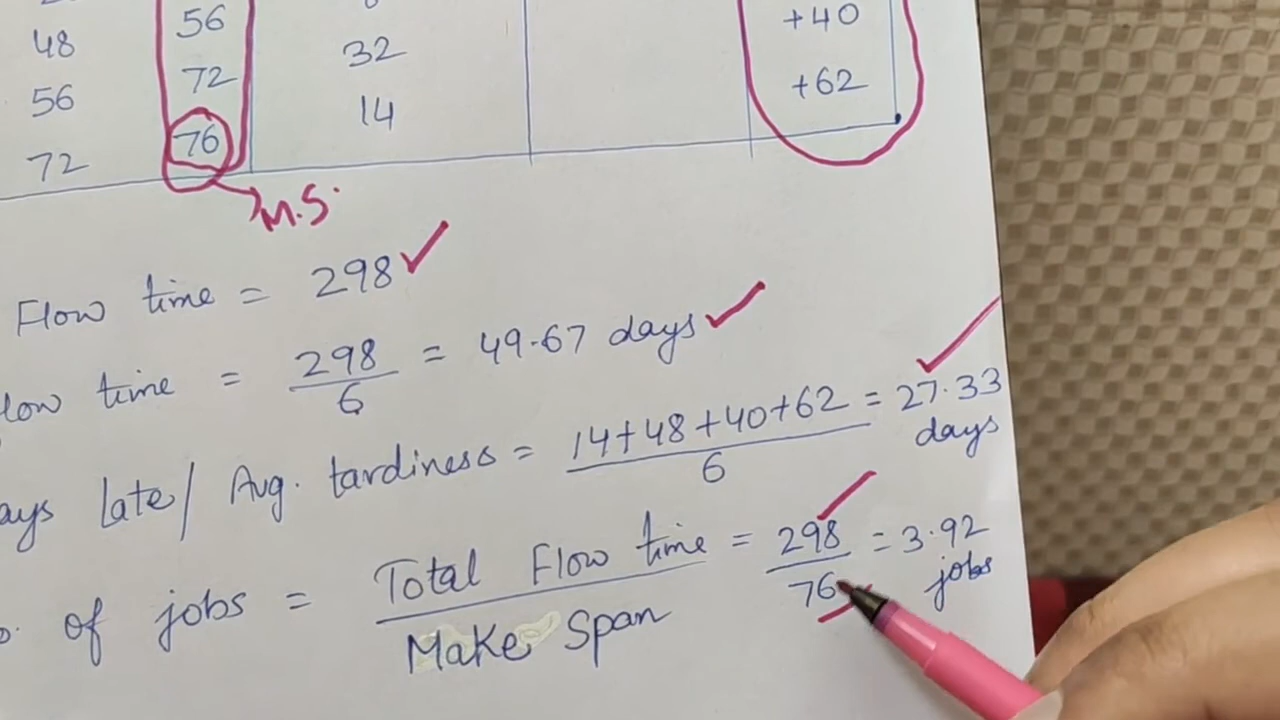 56 +40
48 32
72 +62
56 14
76
72
M.S.
Flow time = 298
time = 298/6 = 49.67 days
late/ Avg. tardiness = 14+48+40+62/6 = 27.33 days
of jobs = Total Flow time/Make Span = 298/76 = 3.92 jobs